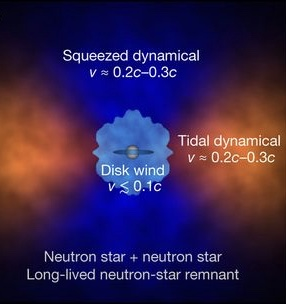 Squeezed dynamical
v ≈ 0.2c–0.3c
Tidal dynamical
v ≈ 0.2c–0.3c
Disk wind
v ≲ 0.1c
Neutron star + neutron star
Long-lived neutron-star remnant